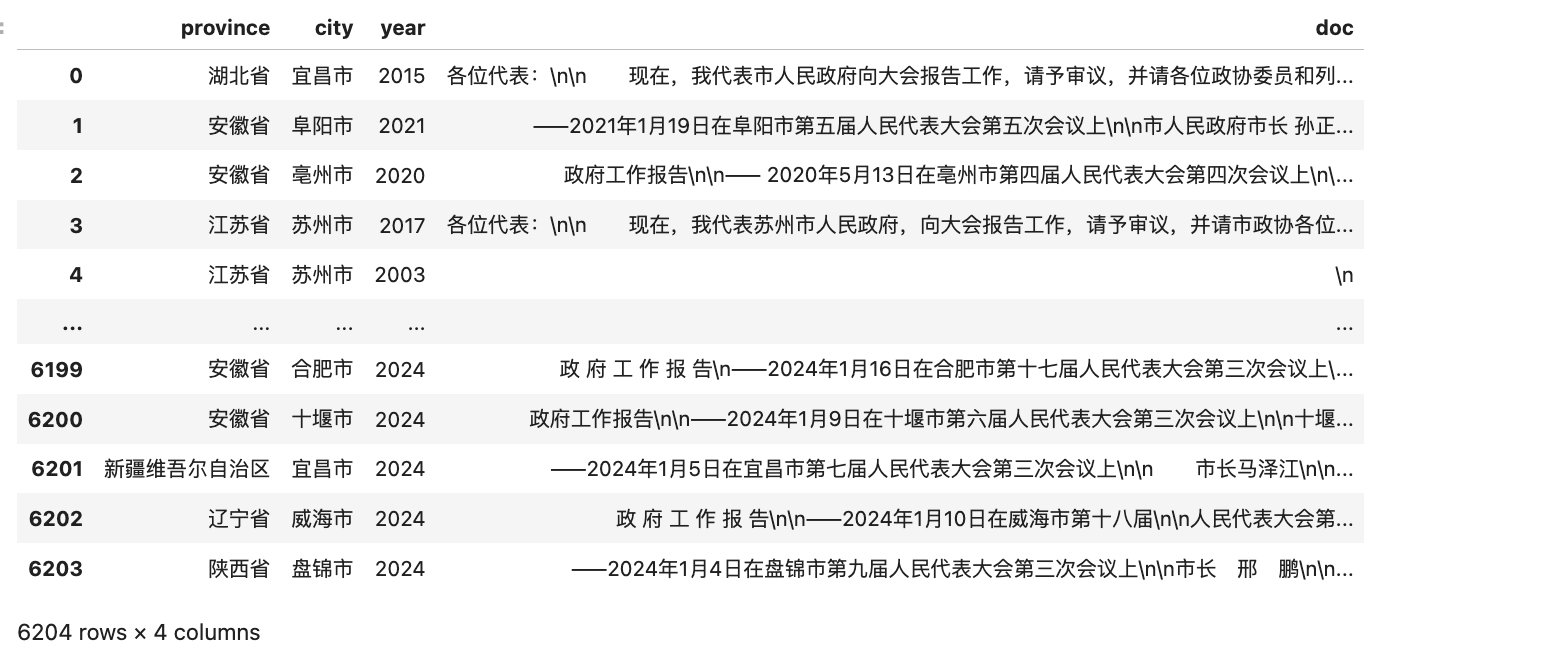 province city year doc
0 湖北省 宜昌市 2015 各位代表：\n\n　　现在，我代表市人民政府向大会报告工作，请予审议，并请各位政协委员和列...
1 安徽省 阜阳市 2021 ——2021年1月19日在阜阳市第五届人民代表大会第五次会议上\n\n市人民政府市长 孙正...
2 安徽省 亳州市 2020 政府工作报告\n\n—— 2020年5月13日在亳州市第四届人民代表大会第四次会议上\n\...
3 江苏省 苏州市 2017 各位代表：\n\n　　现在，我代表苏州市人民政府，向大会报告工作，请予审议，并请市政协各位...
4 江苏省 苏州市 2003 \n
... ... ... ... ...
6199 安徽省 合肥市 2024 政 府 工 作 报 告\n——2024年1月16日在合肥市第十七届人民代表大会第三次会议上\...
6200 安徽省 十堰市 2024 政府工作报告\n\n——2024年1月9日在十堰市第六届人民代表大会第三次会议上\n\n十堰...
6201 新疆维吾尔自治区 宜昌市 2024 ——2024年1月5日在宜昌市第七届人民代表大会第三次会议上\n\n　　市长马泽江\n\n...
6202 辽宁省 威海市 2024 政 府 工 作 报 告\n\n——2024年1月10日在威海市第十八届\n\n人民代表大会第...
6203 陕西省 盘锦市 2024 ——2024年1月4日在盘锦市第九届人民代表大会第三次会议上\n\n市长　邢　鹏\n\n...
6204 rows × 4 columns